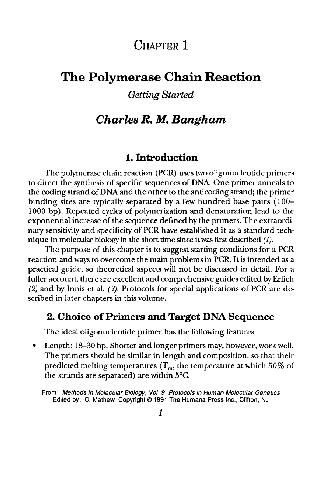 CHAPTER 1
The Polymerase Chain Reaction
Getting Started
Charles R. M. Bangham
1. Introduction
The polymerase chain reaction (PCR) uses two oligonucleotide primers
to direct the synthesis of specific sequences of DNA. One primer anneals to
the coding strand of DNA and the other to the noncoding strand; the primer
binding sites are typically separated by a few hundred base pairs (100–
1000 bp). Repeated cycles of polymerization and denaturation lead to the
exponential increase of the sequence defined by the primers. The extraordi-
nary sensitivity and specificity of PCR have established it as a standard tech-
nique in molecular biology in the short time since it was first described (1).
The purpose of this chapter is to suggest starting conditions for a PCR
reaction and ways to overcome the main problems in PCR. It is intended as a
practical guide, so theoretical aspects will not be discussed in detail. For a
fuller account, there are excellent and comprehensive guides edited by Erlich
(2) and by Innis et al. (3). Protocols for special applications of PCR are de-
scribed in later chapters in this volume.
2. Choice of Primers and Target DNA Sequence
The ideal oligonucleotide primer has the following features
• Length: 18–30 bp. Shorter and longer primers may, however, work well.
The primers should be similar in length and composition, so that their
predicted melting temperatures (Tm, the temperature at which 50% of
the strands are separated) are within 5°C
From Methods in Molecular Biology, Vol. 9 Protocols in Human Molecular Genetics
Edited by C. Mathew Copyright © 1991 The Humana Press Inc., Clifton, NJ
1